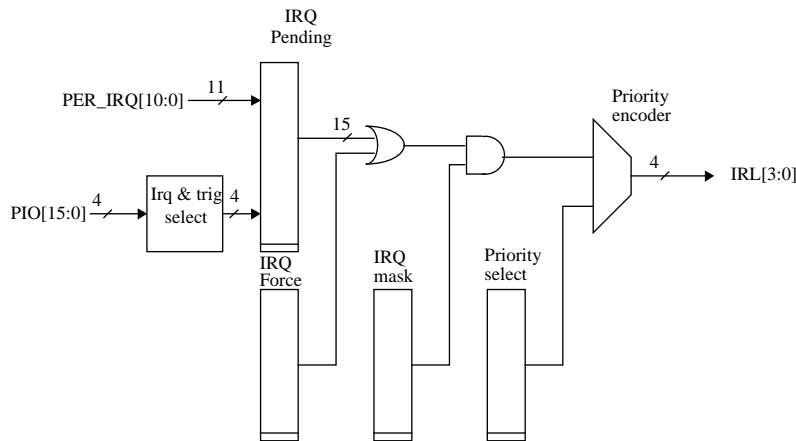 IRQ
Pending
11
PER_IRQ[10:0]
15
Priority
encoder
4
IRL[3:0]
4
PIO[15:0]
Irq & trig
select
4
IRQ
Force
IRQ
mask
Priority
select